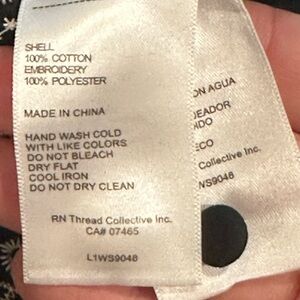 SHELL
100% COTTON
EMBROIDERY
100% POLYESTER
MADE IN CHINA
HAND WASH COLD
WITH LIKE COLORS
DO NOT BLEACH
DRY FLAT
COOL IRON
DO NOT DRY CLEAN
RN Thread Collective Inc.
CA# 07465
L1WS9048
ON AGUA
EADOR
NDO
ECO
Collective Inc.
WS9048